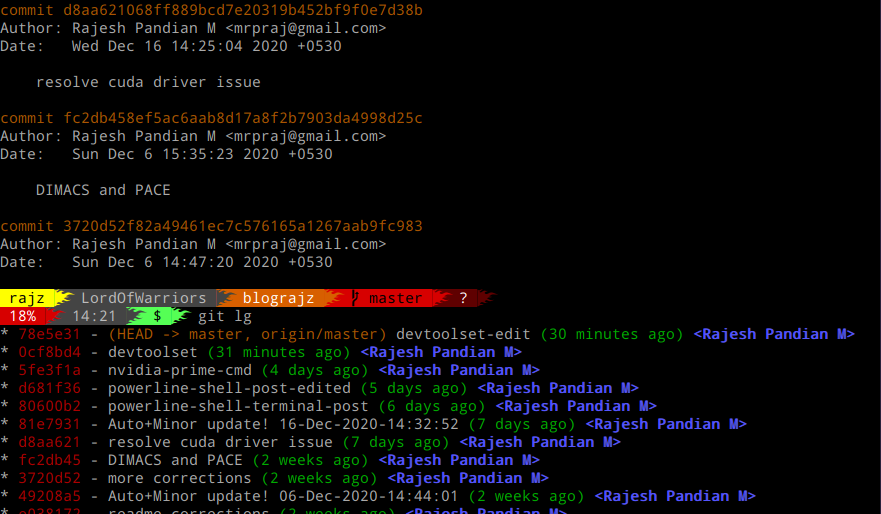 commit d8aa621068ff889bcd7e20319b452bf9f0e7d38b
Author: Rajesh Pandian M <mrpraj@gmail.com>
Date:   Wed Dec 16 14:25:04 2020 +0530
resolve cuda driver issue
commit fc2db458ef5ac6aab8d17a8f2b7903da4998d25c
Author: Rajesh Pandian M <mrpraj@gmail.com>
Date:   Sun Dec 6 15:35:23 2020 +0530
DIMACS and PACE
commit 3720d52f82a49461ec7c576165a1267aab9fc983
Author: Rajesh Pandian M <mrpraj@gmail.com>
Date:   Sun Dec 6 14:47:20 2020 +0530
rajz LordOfWarriors blograjz master ?
18% 14:21 $ git lg
* 78e5e31 - (HEAD -> master, origin/master) devtoolset-edit (30 minutes ago) <Rajesh Pandian M>
* 0cf8bd4 - devtoolset (31 minutes ago) <Rajesh Pandian M>
* 5fe3f1a - nvidia-prime-cmd (4 days ago) <Rajesh Pandian M>
* d681f36 - powerline-shell-post-edited (5 days ago) <Rajesh Pandian M>
* 80600b2 - powerline-shell-terminal-post (6 days ago) <Rajesh Pandian M>
* 81e7931 - Auto+Minor update! 16-Dec-2020-14:32:52 (7 days ago) <Rajesh Pandian M>
* d8aa621 - resolve cuda driver issue (7 days ago) <Rajesh Pandian M>
* fc2db45 - DIMACS and PACE (2 weeks ago) <Rajesh Pandian M>
* 3720d52 - more corrections (2 weeks ago) <Rajesh Pandian M>
* 49208a5 - Auto+Minor update! 06-Dec-2020-14:44:01 (2 weeks ago) <Rajesh Pandian M>
* e038172 - readme corrections (2 weeks ago) <Rajesh Pandian M>